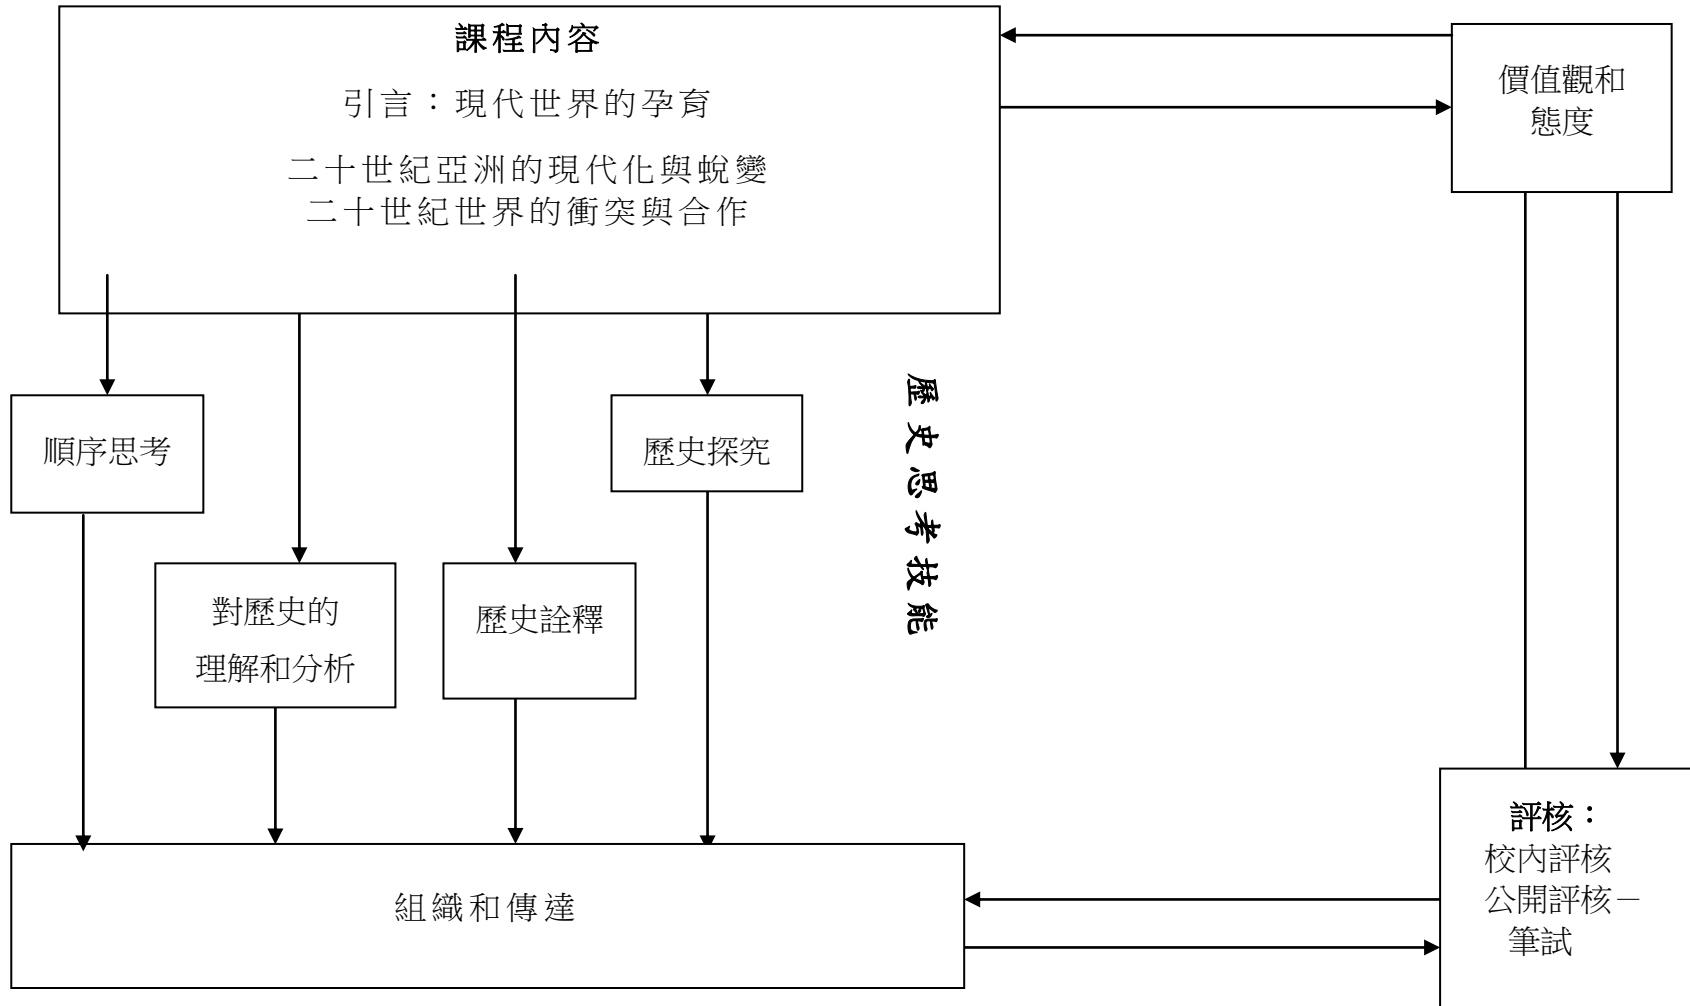 課程內容
引言：現代世界的孕育
二十世紀亞洲的現代化與蛻變
二十世紀世界的衝突與合作
價值觀和
態度
順序思考
歷史探究
歷史思考技能
對歷史的
理解和分析
歷史詮釋
組織和傳達
評核：
校內評核
公開評核－
筆試